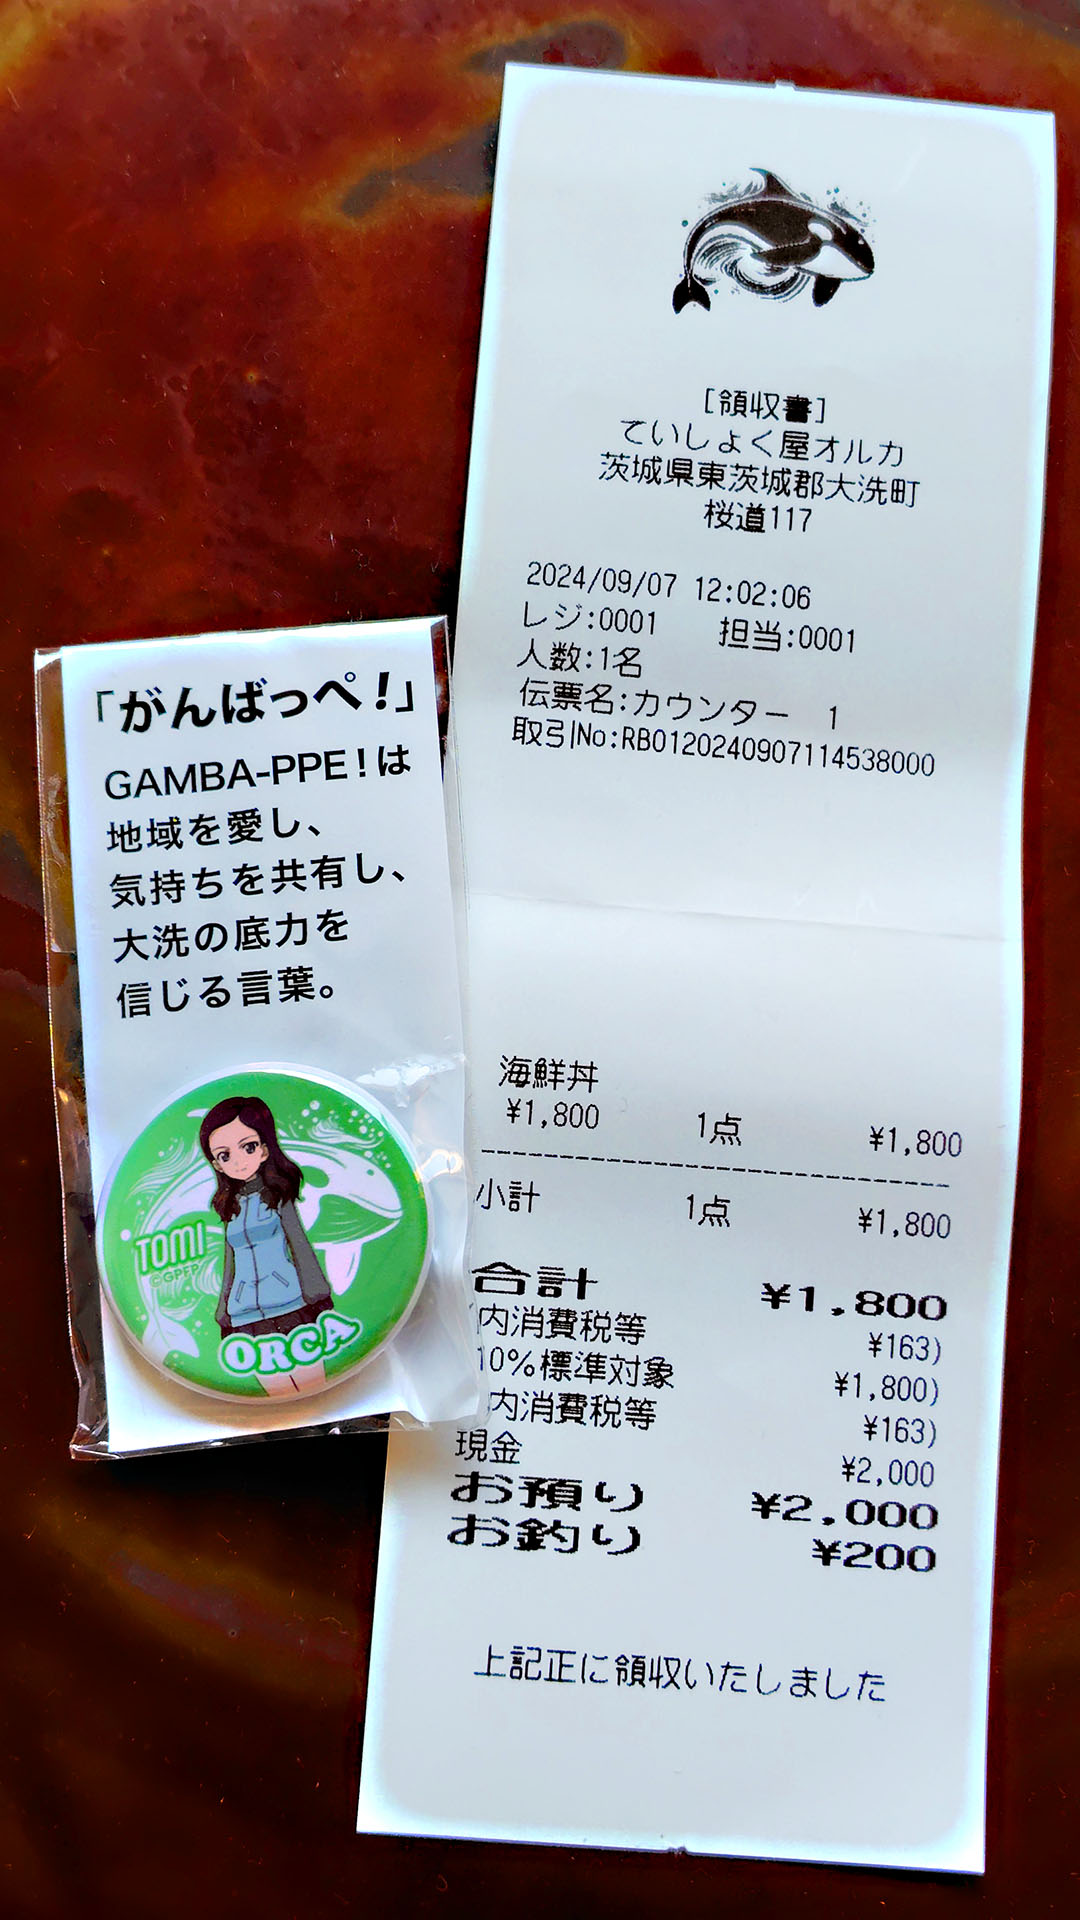 「がんばっぺ!」
GAMBA-PPE!は
地域を愛し、
気持ちを共有し、
大洗の底力を
信じる言葉。
TOMI
©GPFP
ORCA
[領収書]
ていしょく屋オルカ
茨城県東茨城郡大洗町
桜道117
2024/09/07 12:02:06
レジ:0001 担当:0001
人数:1名
伝票名:カウンター 1
取引No:RB0120240907114538000
海鮮丼
¥1,800 1点 ¥1,800
小計 1点 ¥1,800
合計 ¥1,800
内消費税等 ¥163)
10%標準対象 ¥1,800)
内消費税等 ¥163)
現金 ¥2,000
お預り ¥2,000
お釣り ¥200
上記正に領収いたしました